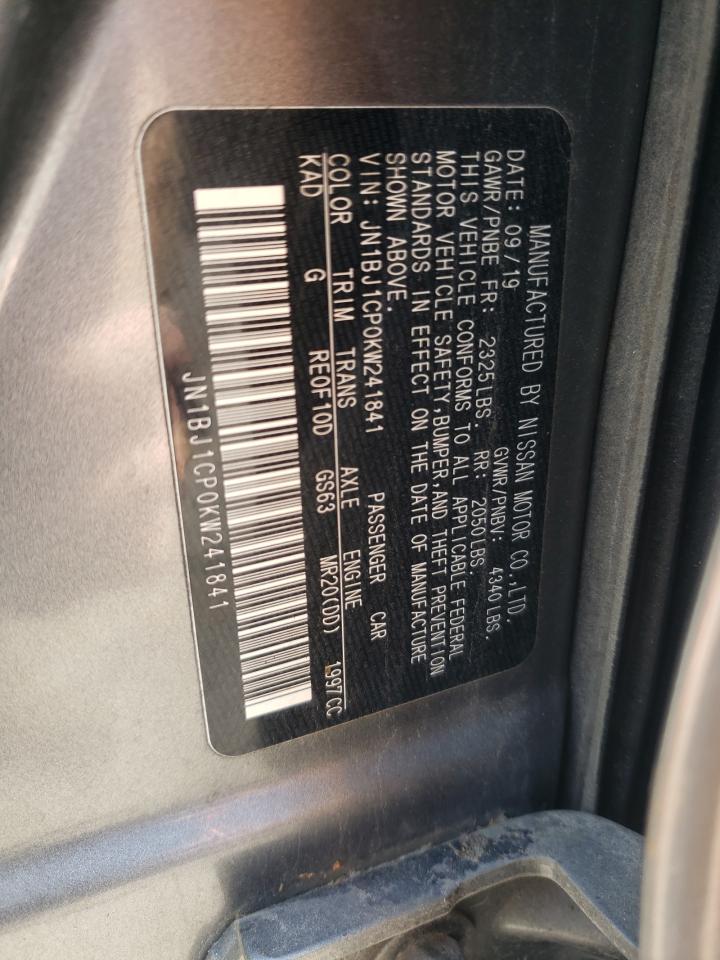 MANUFACTURED BY NISSAN MOTOR CO.,LTD.
DATE: 09/19 GVWR/PNBV: 4340LBS.
GAWR/PNBE FR: 2325LBS. RR: 2050LBS.
THIS VEHICLE CONFORMS TO ALL APPLICABLE FEDERAL
MOTOR VEHICLE SAFETY,BUMPER,AND THEFT PREVENTION
STANDARDS IN EFFECT ON THE DATE OF MANUFACTURE
SHOWN ABOVE.
VIN: JN1BJ1CP0KW241841 PASSENGER CAR
COLOR TRIM TRANS AXLE ENGINE
KAD G RE0F10D GS63 MR20(DD) 1997CC
JN1BJ1CP0KW241841